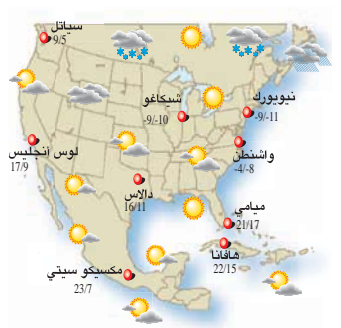 سياتل
9/5
شيكاغو
-9/-10
نيويورك
-9/-11
لوس انجليس
17/9
واشنطن
-4/-8
دالاس
16/11
ميامي
21/17
هافانا
22/15
مكسيكو سيتي
23/7